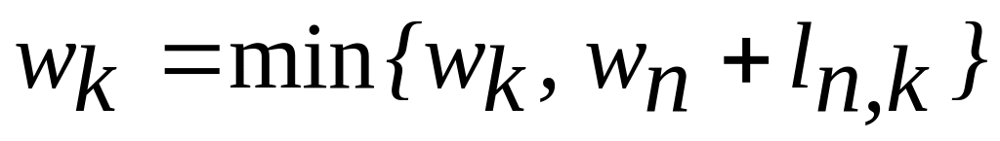 w_k = min{w_k, w_n + l_{n,k}}